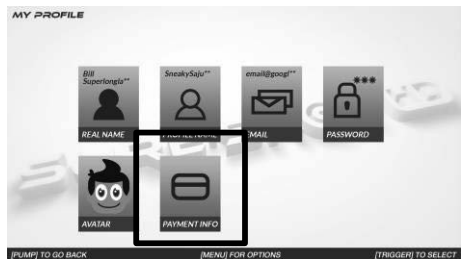 MY PROFILE
Bill
Superlongla**
SneakySaju**
email@googl**
***
REAL NAME
PROFILE NAME
EMAIL
PASSWORD
AVATAR
PAYMENT INFO
[PUMP] TO GO BACK
[MENU] FOR OPTIONS
[TRIGGER] TO SELECT